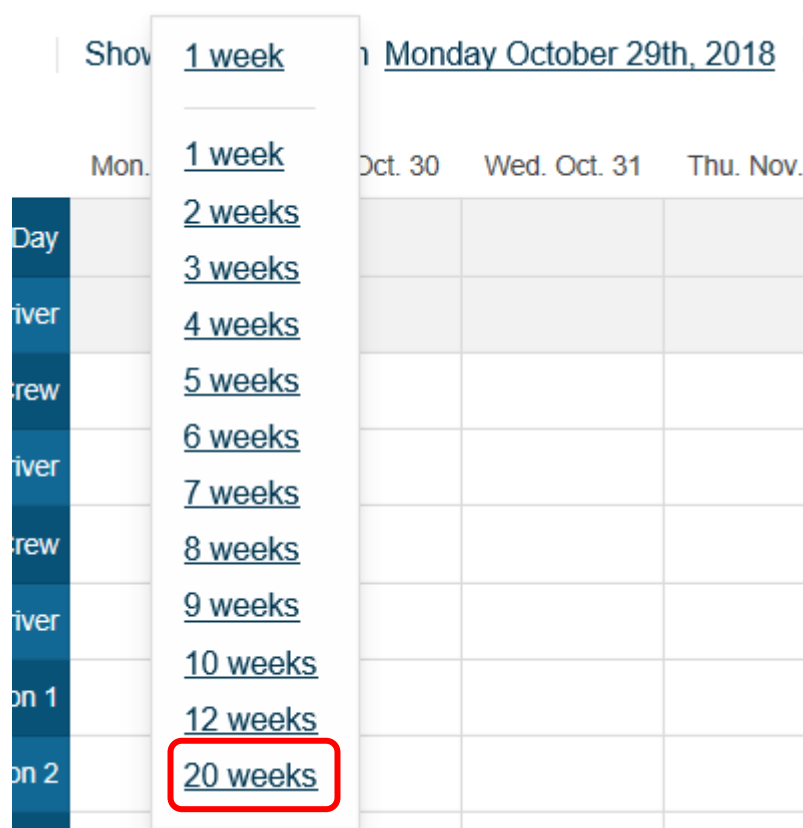 Show 1 week n Monday October 29th, 2018
Mon. 1 week Oct. 30 Wed. Oct. 31 Thu. Nov.
2 weeks
Day
3 weeks
river
4 weeks
5 weeks
rew
6 weeks
river
7 weeks
8 weeks
rew
9 weeks
river
10 weeks
on 1
12 weeks
on 2
20 weeks